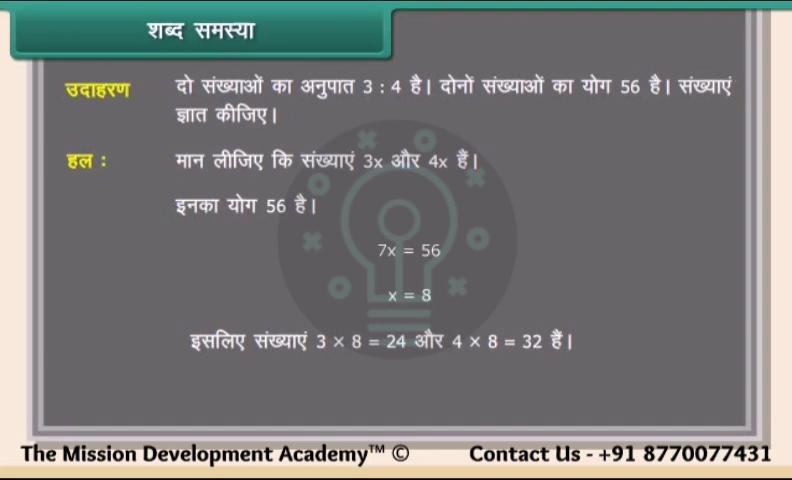 शब्द समस्या
उदाहरण दो संख्याओं का अनुपात 3 : 4 है। दोनों संख्याओं का योग 56 है। संख्याएं
ज्ञात कीजिए।
हल : मान लीजिए कि संख्याएं 3x और 4x हैं।
इनका योग 56 है।
7x = 56
x = 8
इसलिए संख्याएं 3 × 8 = 24 और 4 × 8 = 32 हैं।
The Mission Development Academy™ © Contact Us - +91 8770077431